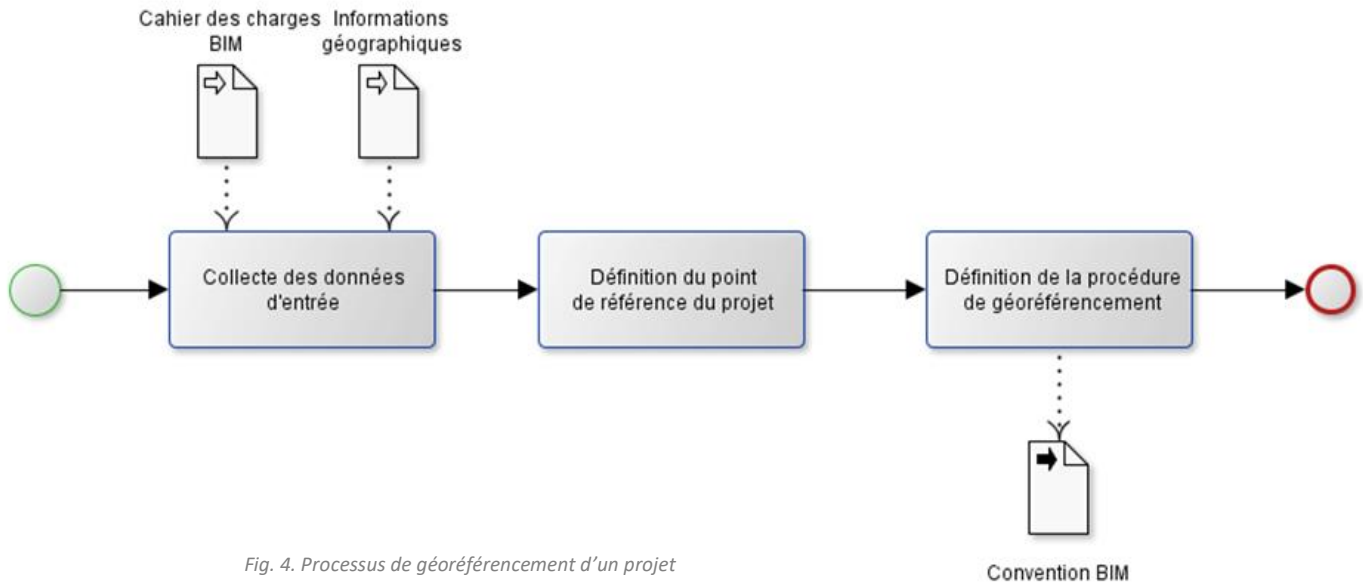 Cahier des charges
BIM
Informations
géographiques
Collecte des données
d'entrée
Définition du point
de référence du projet
Définition de la procédure
de géoréférencement
Fig. 4. Processus de géoréférencement d’un projet
Convention BIM